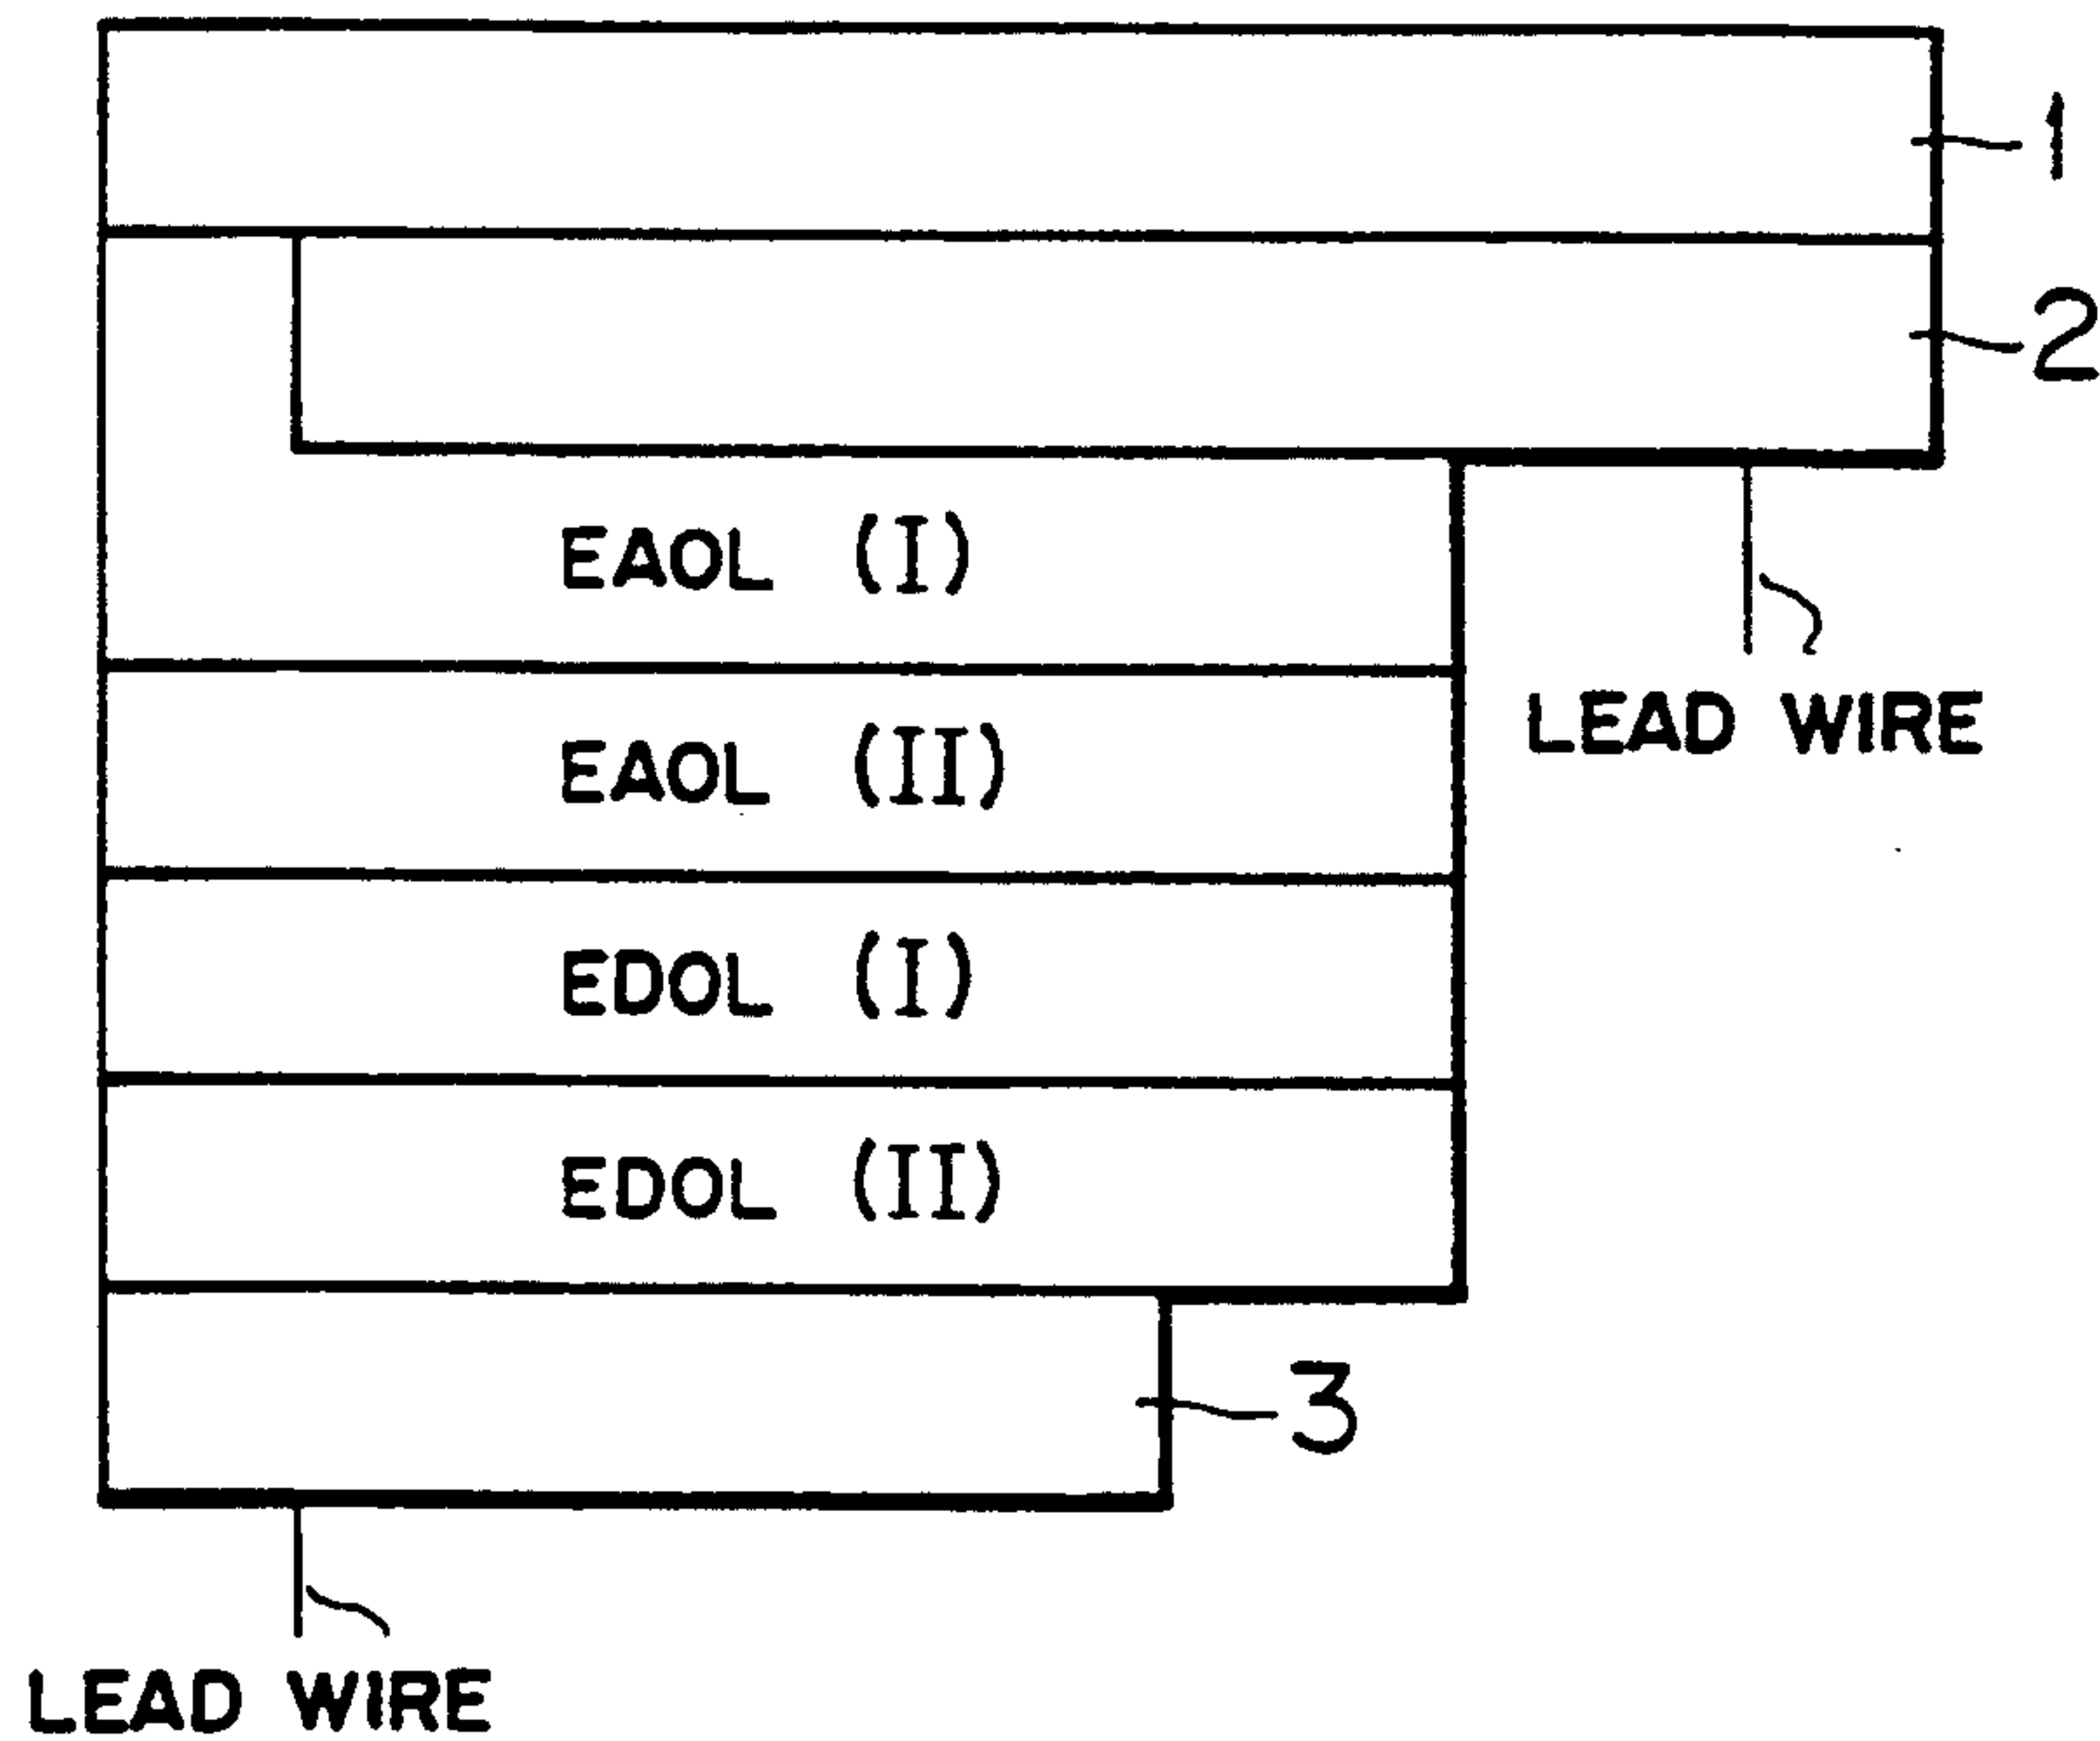 1
2
EAOL (I)
LEAD WIRE
EAOL (II)
EDOL (I)
EDOL (II)
3
LEAD WIRE